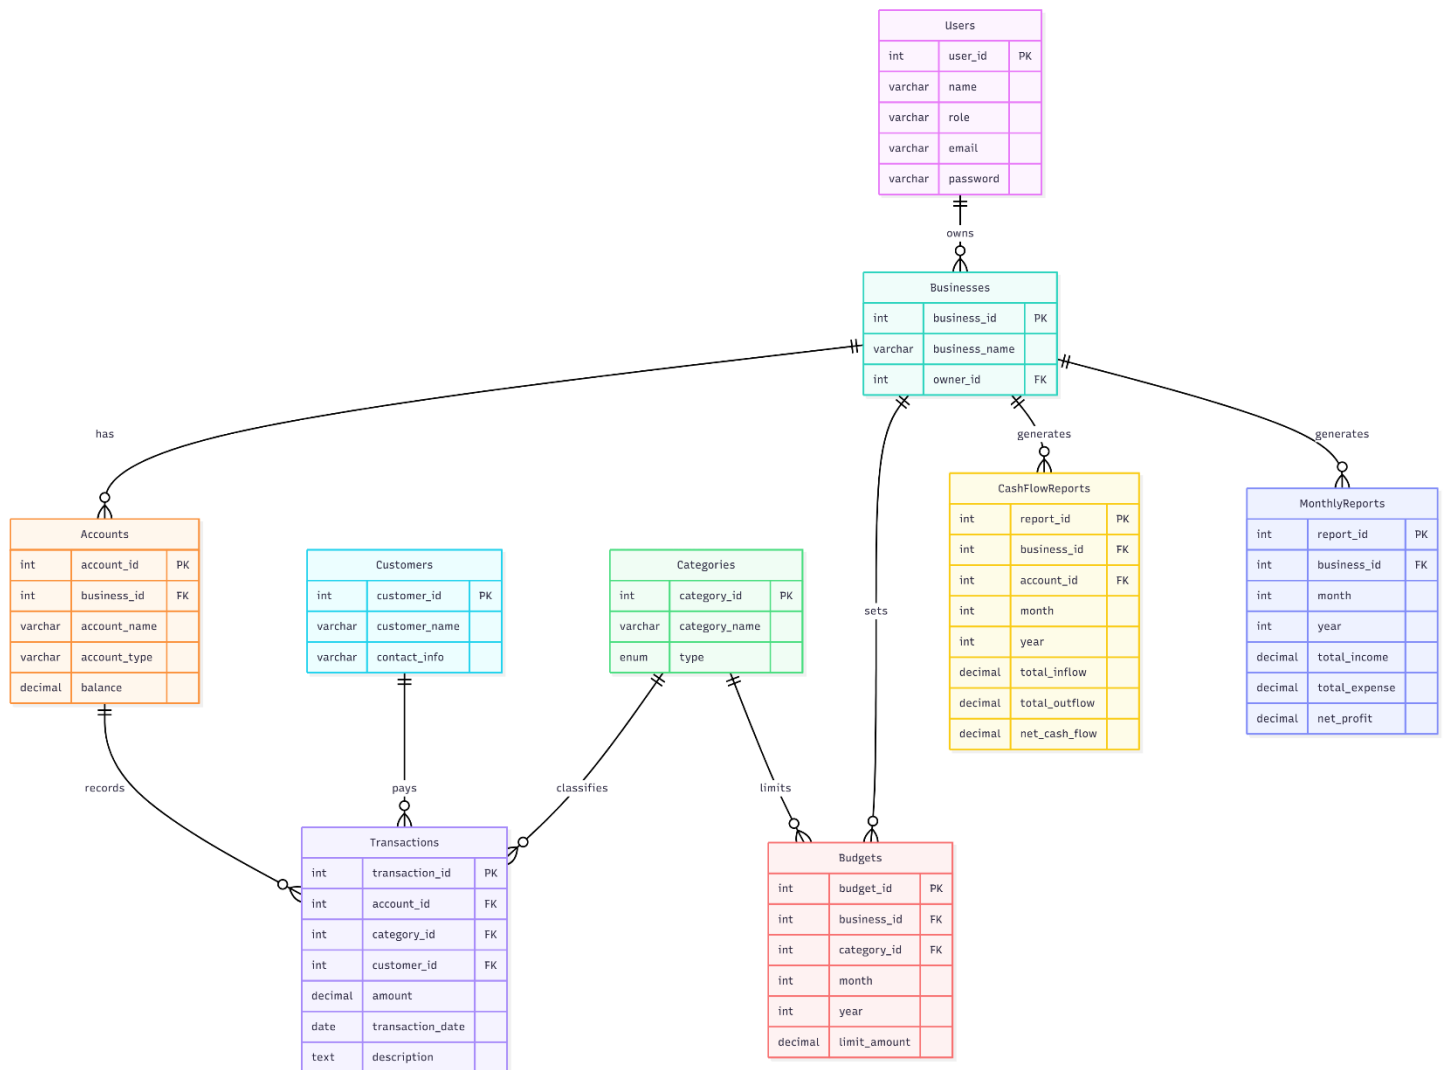 Users
int user_id PK
varchar name
varchar role
varchar email
varchar password
owns
Businesses
int business_id PK
varchar business_name
int owner_id FK
has
generates
generates
Accounts
int account_id PK
int business_id FK
varchar account_name
varchar account_type
decimal balance
Customers
int customer_id PK
varchar customer_name
varchar contact_info
Categories
int category_id PK
varchar category_name
enum type
sets
CashFlowReports
int report_id PK
int business_id FK
int account_id FK
int month
int year
decimal total_inflow
decimal total_outflow
decimal net_cash_flow
MonthlyReports
int report_id PK
int business_id FK
int month
int year
decimal total_income
decimal total_expense
decimal net_profit
records
pays
classifies
limits
Transactions
int transaction_id PK
int account_id FK
int category_id FK
int customer_id FK
decimal amount
date transaction_date
text description
Budgets
int budget_id PK
int business_id FK
int category_id FK
int month
int year
decimal limit_amount